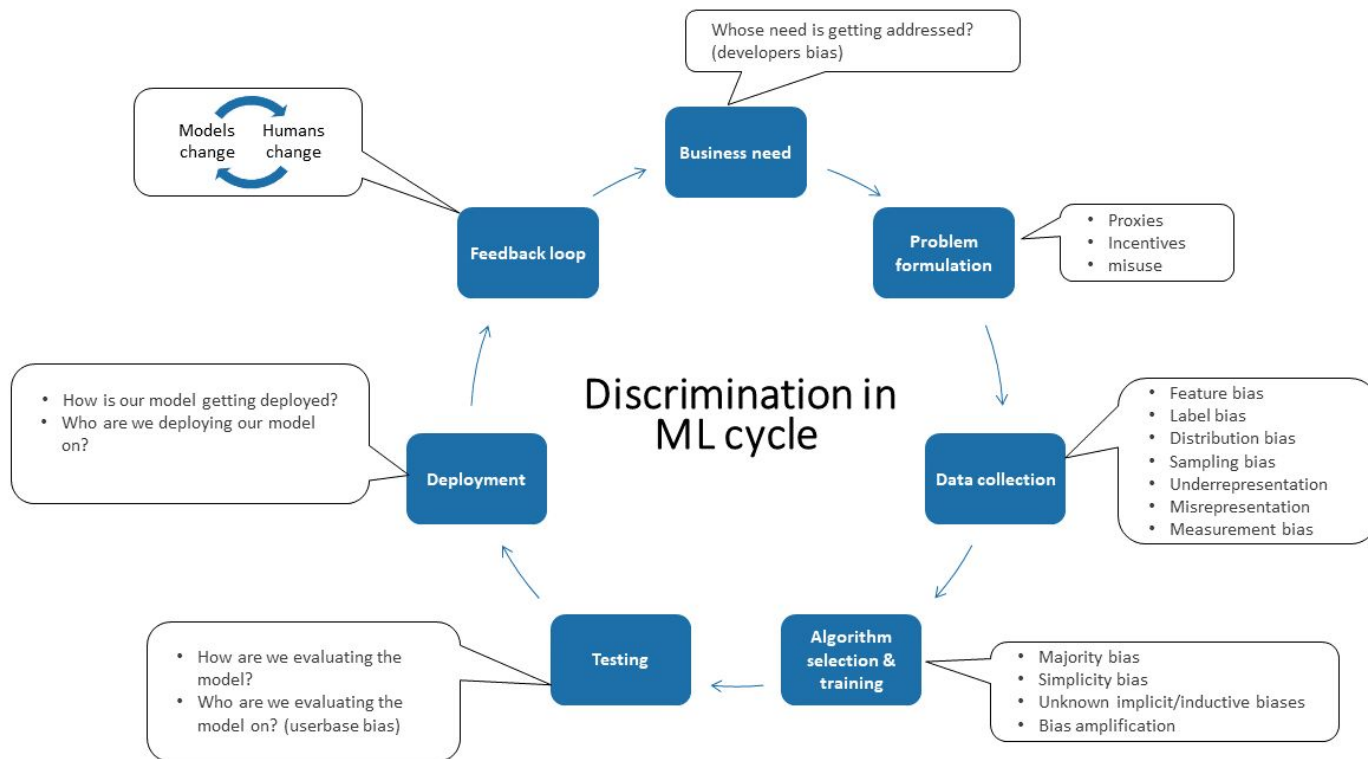 Whose need is getting addressed?
(developers bias)
Business need
Models
change
Humans
change
Feedback loop
Problem
formulation
• Proxies
• Incentives
• misuse
Discrimination in
ML cycle
• How is our model getting deployed?
• Who are we deploying our model
on?
Deployment
Data collection
• Feature bias
• Label bias
• Distribution bias
• Sampling bias
• Underrepresentation
• Misrepresentation
• Measurement bias
• How are we evaluating the
model?
• Who are we evaluating the
model on? (userbase bias)
Testing
Algorithm
selection &
training
• Majority bias
• Simplicity bias
• Unknown implicit/inductive biases
• Bias amplification